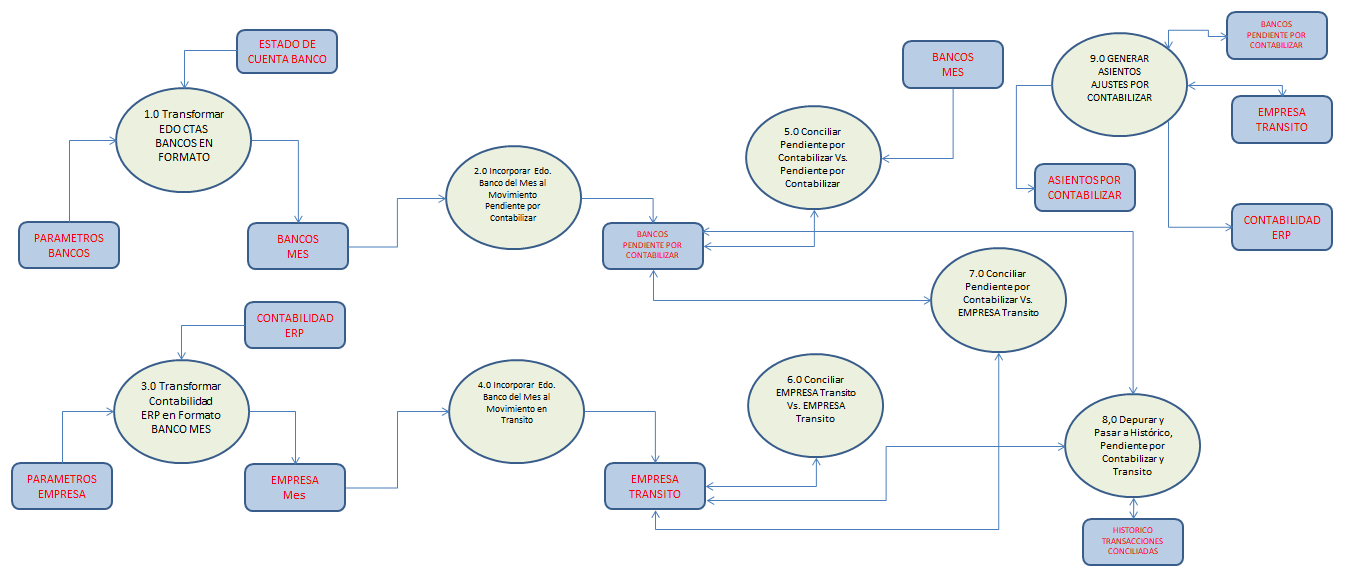 ESTADO DE
CUENTA BANCO
1.0 Transformar
EDO CTAS
BANCOS EN
FORMATO
PARAMETROS
BANCOS
BANCOS
MES
2.0 Incorporar Edo.
Banco del Mes al
Movimiento
Pendiente por
Contabilizar
BANCOS
PENDIENTE POR
CONTABILIZAR
5.0 Conciliar
Pendiente por
Contabilizar Vs.
Pendiente por
Contabilizar
BANCOS
MES
9.0 GENERAR
ASIENTOS
AJUSTES POR
CONTABILIZAR
BANCOS
PENDIENTE POR
CONTABILIZAR
EMPRESA
TRANSITO
ASIENTOS POR
CONTABILIZAR
CONTABILIDAD
ERP
7.0 Conciliar
Pendiente por
Contabilizar Vs.
EMPRESA Transito
CONTABILIDAD
ERP
3.0 Transformar
Contabilidad
ERP en Formato
BANCO MES
PARAMETROS
EMPRESA
EMPRESA
Mes
4.0 Incorporar Edo.
Banco del Mes al
Movimiento en
Transito
EMPRESA
TRANSITO
6.0 Conciliar
EMPRESA Transito
Vs. EMPRESA
Transito
8,0 Depurar y
Pasar a Histórico,
Pendiente por
Contabilizar y
Transito
HISTORICO
TRANSACCIONES
CONCILIADAS